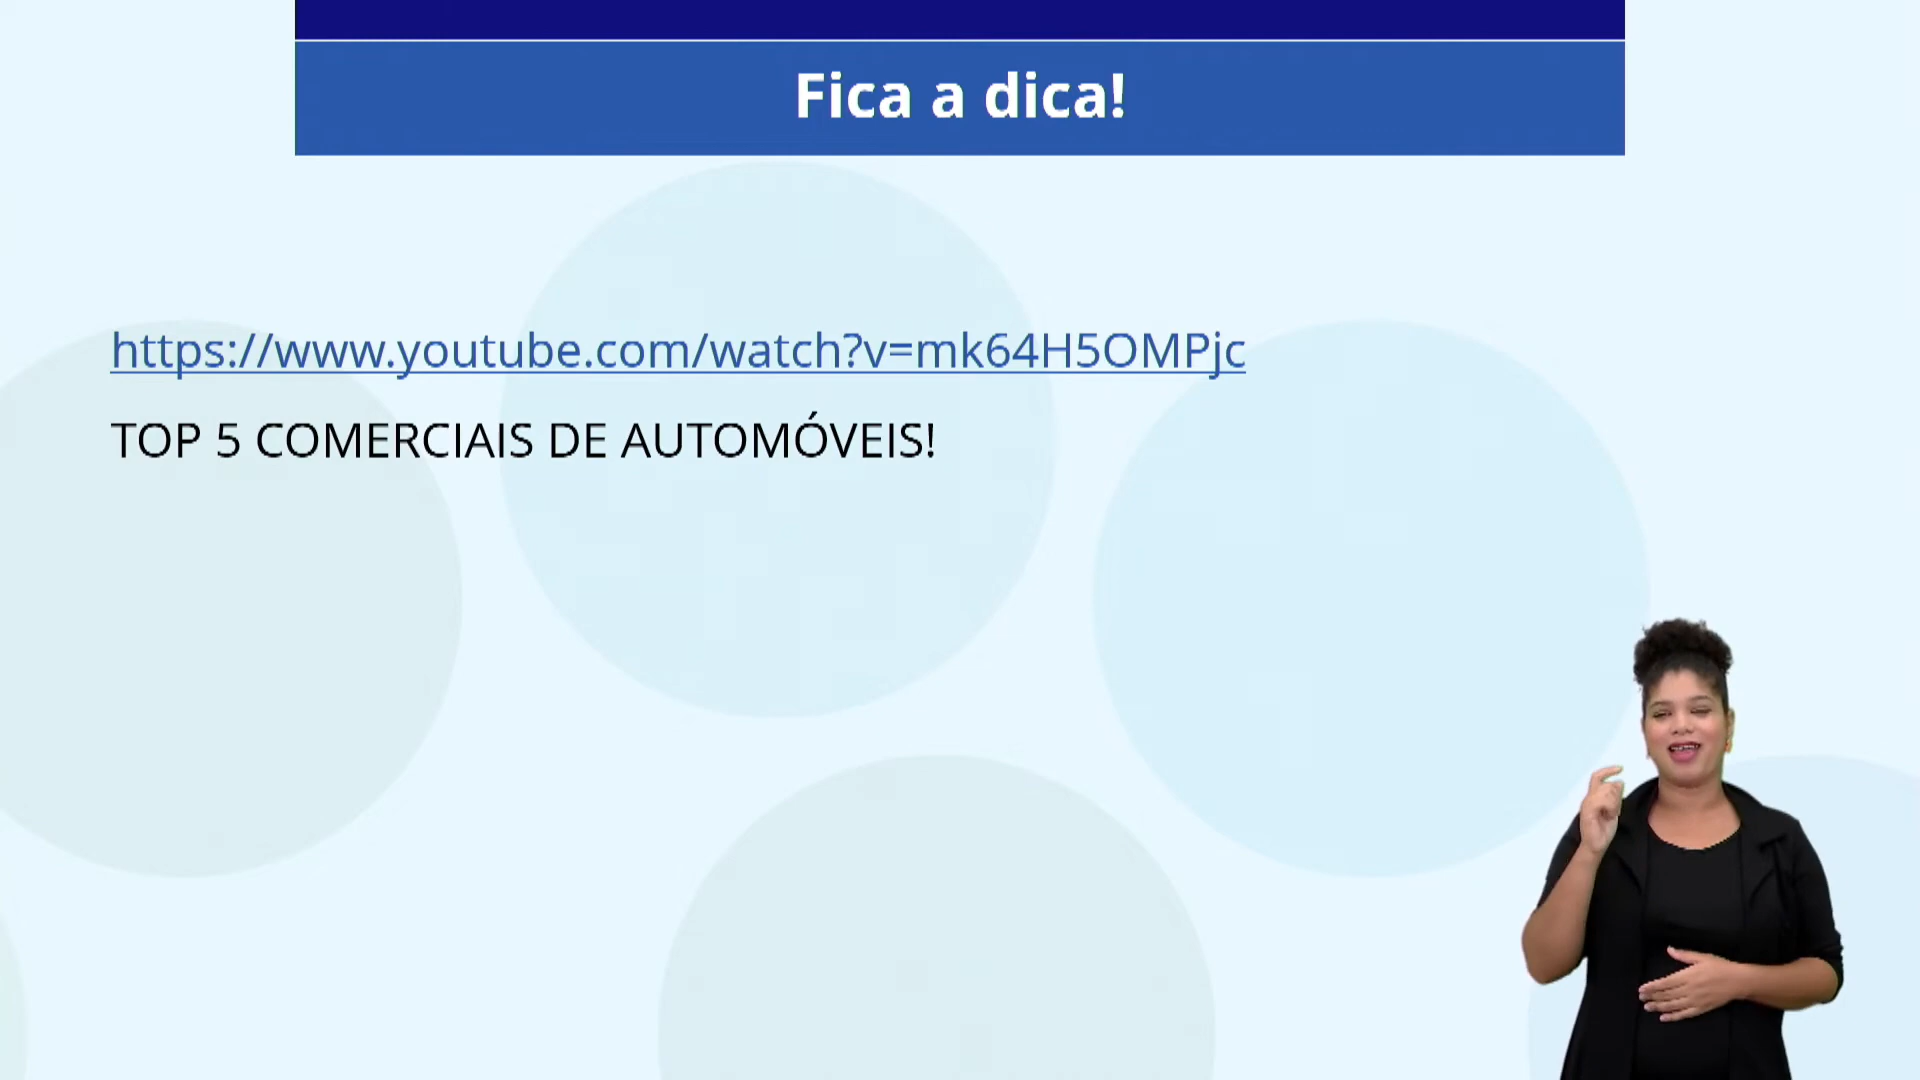 Fica a dica!
https://www.youtube.com/watch?v=mk64H5OMPjc
TOP 5 COMERCIAIS DE AUTOMÓVEIS!